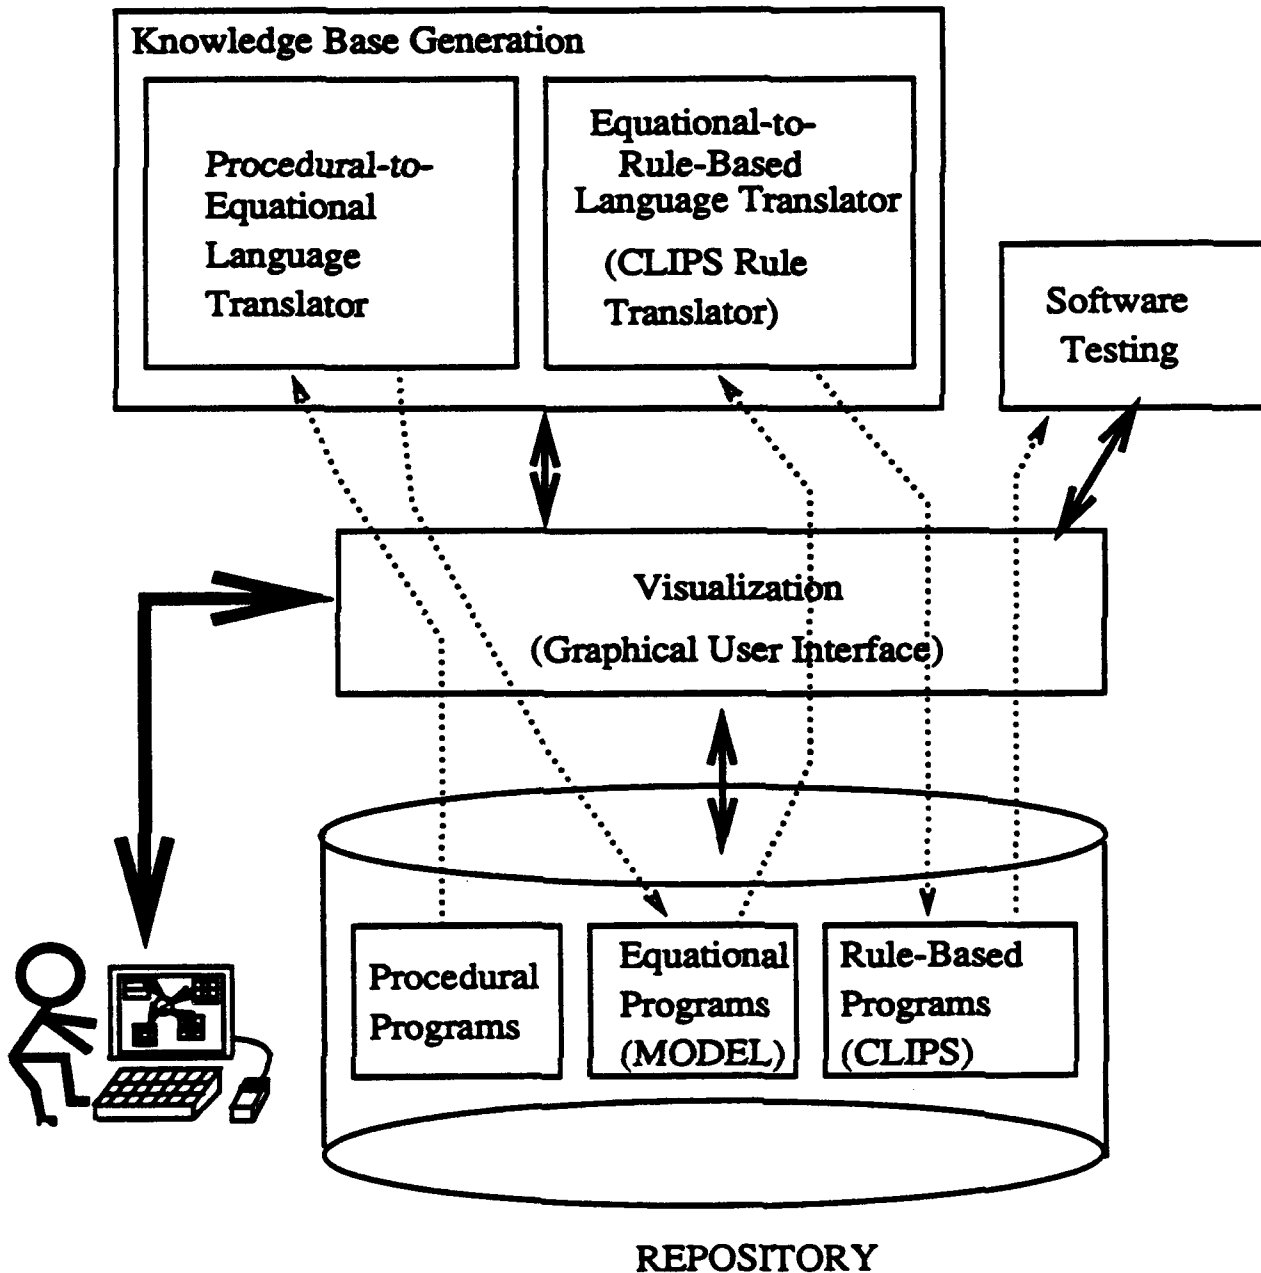 Knowledge Base Generation
Procedural-to-
Equational
Language
Translator
Equational-to-
Rule-Based
Language Translator
(CLIPS Rule
Translator)
Software
Testing
Visualization
(Graphical User Interface)
Procedural
Programs
Equational
Programs
(MODEL)
Rule-Based
Programs
(CLIPS)
REPOSITORY